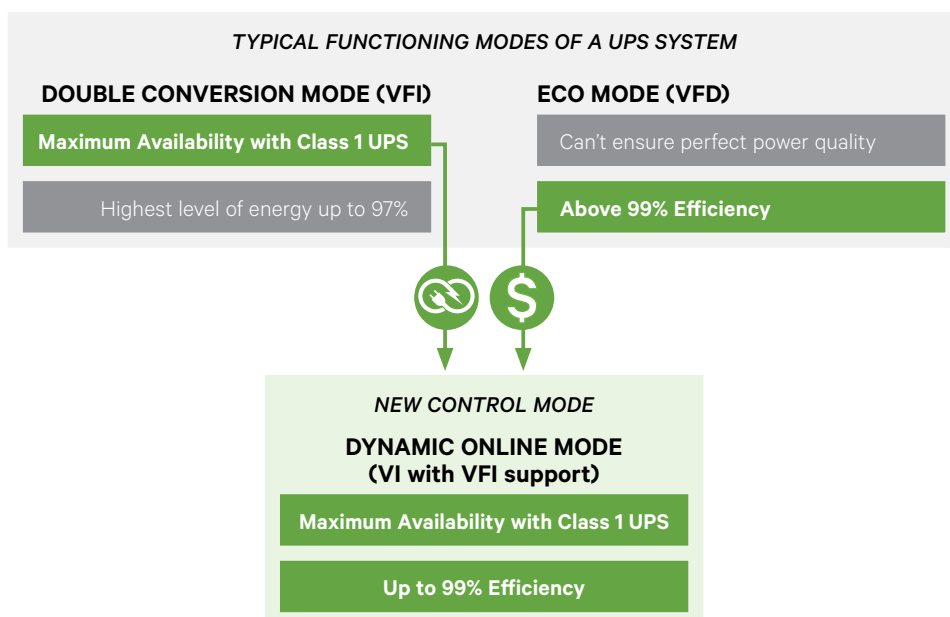 TYPICAL FUNCTIONING MODES OF A UPS SYSTEM
DOUBLE CONVERSION MODE (VFI)
Maximum Availability with Class 1 UPS
Highest level of energy up to 97%
ECO MODE (VFD)
Can't ensure perfect power quality
Above 99% Efficiency
$
NEW CONTROL MODE
DYNAMIC ONLINE MODE
(VI with VFI support)
Maximum Availability with Class 1 UPS
Up to 99% Efficiency